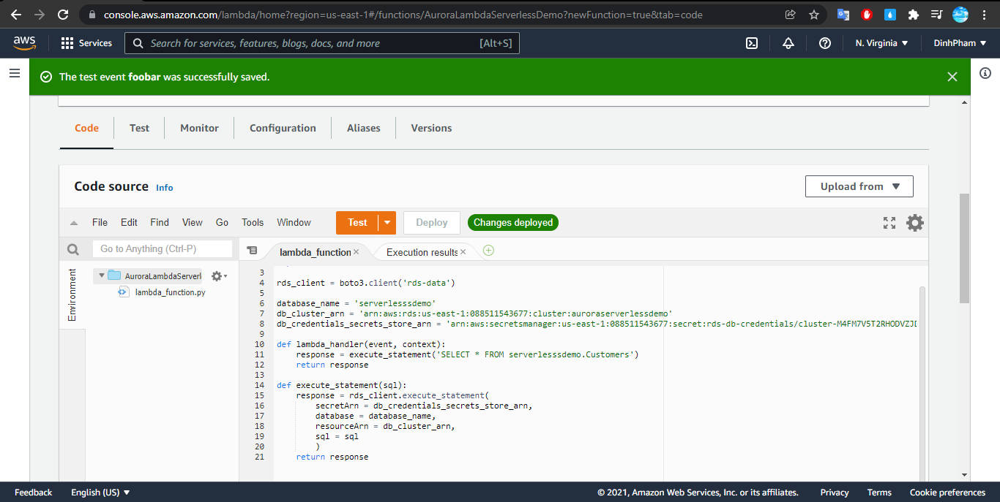 console.aws.amazon.com/lambda/home?region=us-east-1#/functions/AuroraLambdaServerlessDemo?newFunction=true&tab=code
aws Services Search for services, features, blogs, docs, and more [Alt+S] N. Virginia ▼ DinhPham ▼
The test event foobar was successfully saved.
Code Test Monitor Configuration Aliases Versions
Code source Info Upload from ▼
File Edit Find View Go Tools Window Test Deploy Changes deployed
Go to Anything (Ctrl-P) lambda_function Execution results
Environment
AuroraLambdaServerl
lambda_function.py
3
4 rds_client = boto3.client('rds-data')
5
6 database_name = 'serverlesssdemo'
7 db_cluster_arn = 'arn:aws:rds:us-east-1:088511543677:cluster:auroraserverlessdemo'
8 db_credentials_secrets_store_arn = 'arn:aws:secretsmanager:us-east-1:088511543677:secret:rds-db-credentials/cluster-M4FM7V5T2RHODVZJI
9
10 def lambda_handler(event, context):
11 response = execute_statement('SELECT * FROM serverlesssdemo.Customers')
12 return response
13
14 def execute_statement(sql):
15 response = rds_client.execute_statement(
16 secretArn = db_credentials_secrets_store_arn,
17 database = database_name,
18 resourceArn = db_cluster_arn,
19 sql = sql
20 )
21 return response
Feedback English (US) ▼ © 2021, Amazon Web Services, Inc. or its affiliates. Privacy Terms Cookie preferences